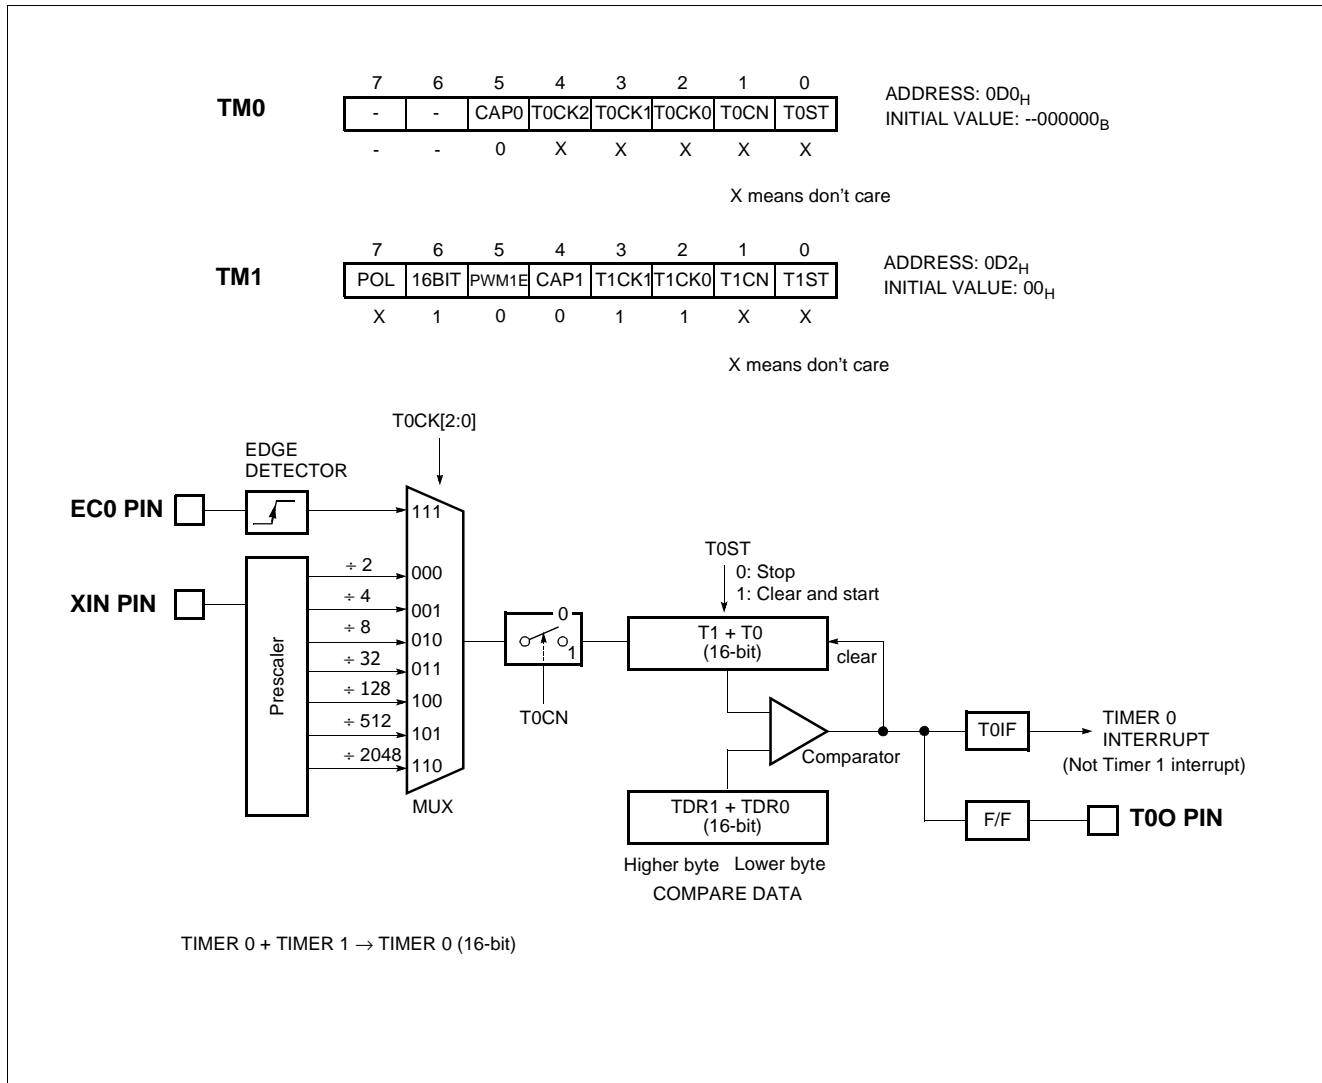 7 6 5 4 3 2 1 0
TM0
- - CAP0 T0CK2 T0CK1 T0CK0 T0CN T0ST
- - 0 X X X X X
ADDRESS: 0D0H
INITIAL VALUE: --000000B
X means don't care
7 6 5 4 3 2 1 0
TM1
POL 16BIT PWM1E CAP1 T1CK1 T1CK0 T1CN T1ST
X 1 0 0 1 1 X X
ADDRESS: 0D2H
INITIAL VALUE: 00H
X means don't care
T0CK[2:0]
EDGE
DETECTOR
EC0 PIN
111
XIN PIN
Prescaler
÷ 2
000
÷ 4
001
÷ 8
010
÷ 32
011
÷ 128
100
÷ 512
101
÷ 2048
110
MUX
0
1
T0CN
T0ST
0: Stop
1: Clear and start
T1 + T0
(16-bit)
clear
Comparator
TDR1 + TDR0
(16-bit)
Higher byte Lower byte
COMPARE DATA
T0IF
TIMER 0
INTERRUPT
(Not Timer 1 interrupt)
F/F
T0O PIN
TIMER 0 + TIMER 1 → TIMER 0 (16-bit)